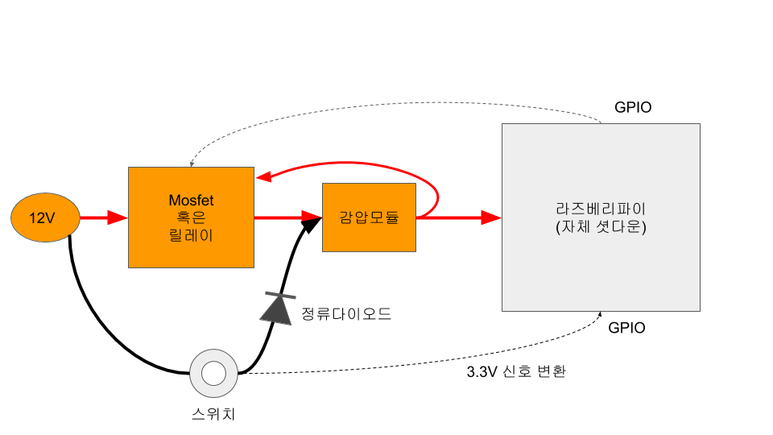 GPIO
12V
Mosfet
혹은
릴레이
감압모듈
라즈베리파이
(자체 셧다운)
정류다이오드
GPIO
3.3V 신호 변환
스위치